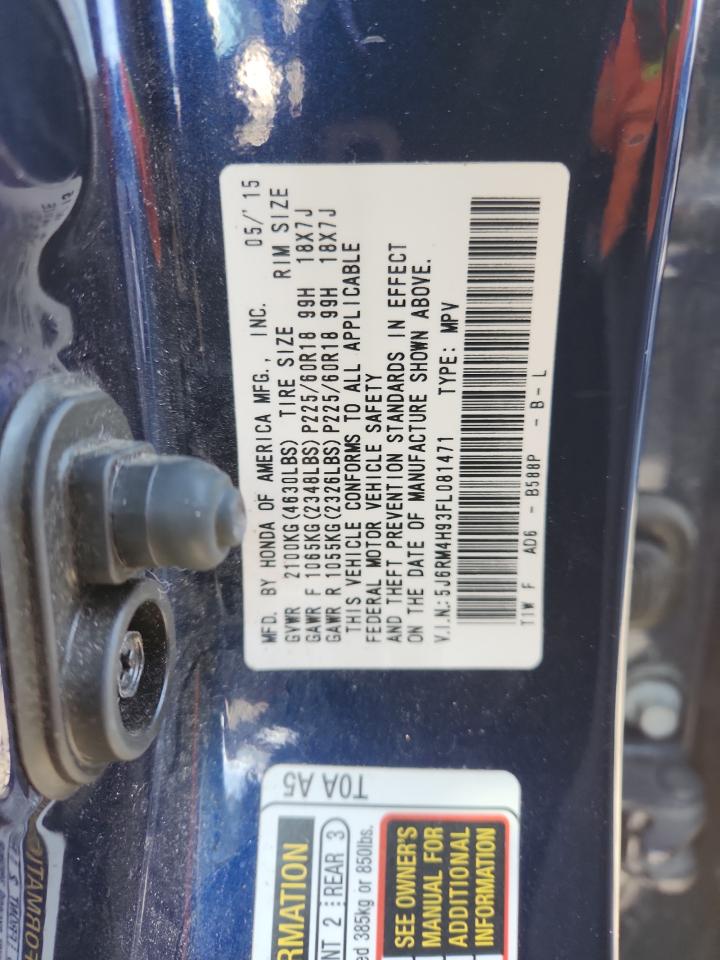 MFD. BY HONDA OF AMERICA MFG., INC. 05/'15
GVWR 2100KG(4630LBS) TIRE SIZE RIM SIZE
GAWR F 1065KG(2348LBS)P225/60R18 99H 18X7J
GAWR R 1055KG(2326LBS)P225/60R18 99H 18X7J
THIS VEHICLE CONFORMS TO ALL APPLICABLE
FEDERAL MOTOR VEHICLE SAFETY
AND THEFT PREVENTION STANDARDS IN EFFECT
ON THE DATE OF MANUFACTURE SHOWN ABOVE.
V.I.N.:5J6RM4H93FL081471 TYPE: MPV
T1W F AD6 - B588P - B - L
T0A A5
RMATION
NT 2 REAR 3
ed 385kg or 850lbs.
SEE OWNER'S
MANUAL FOR
ADDITIONAL
INFORMATION